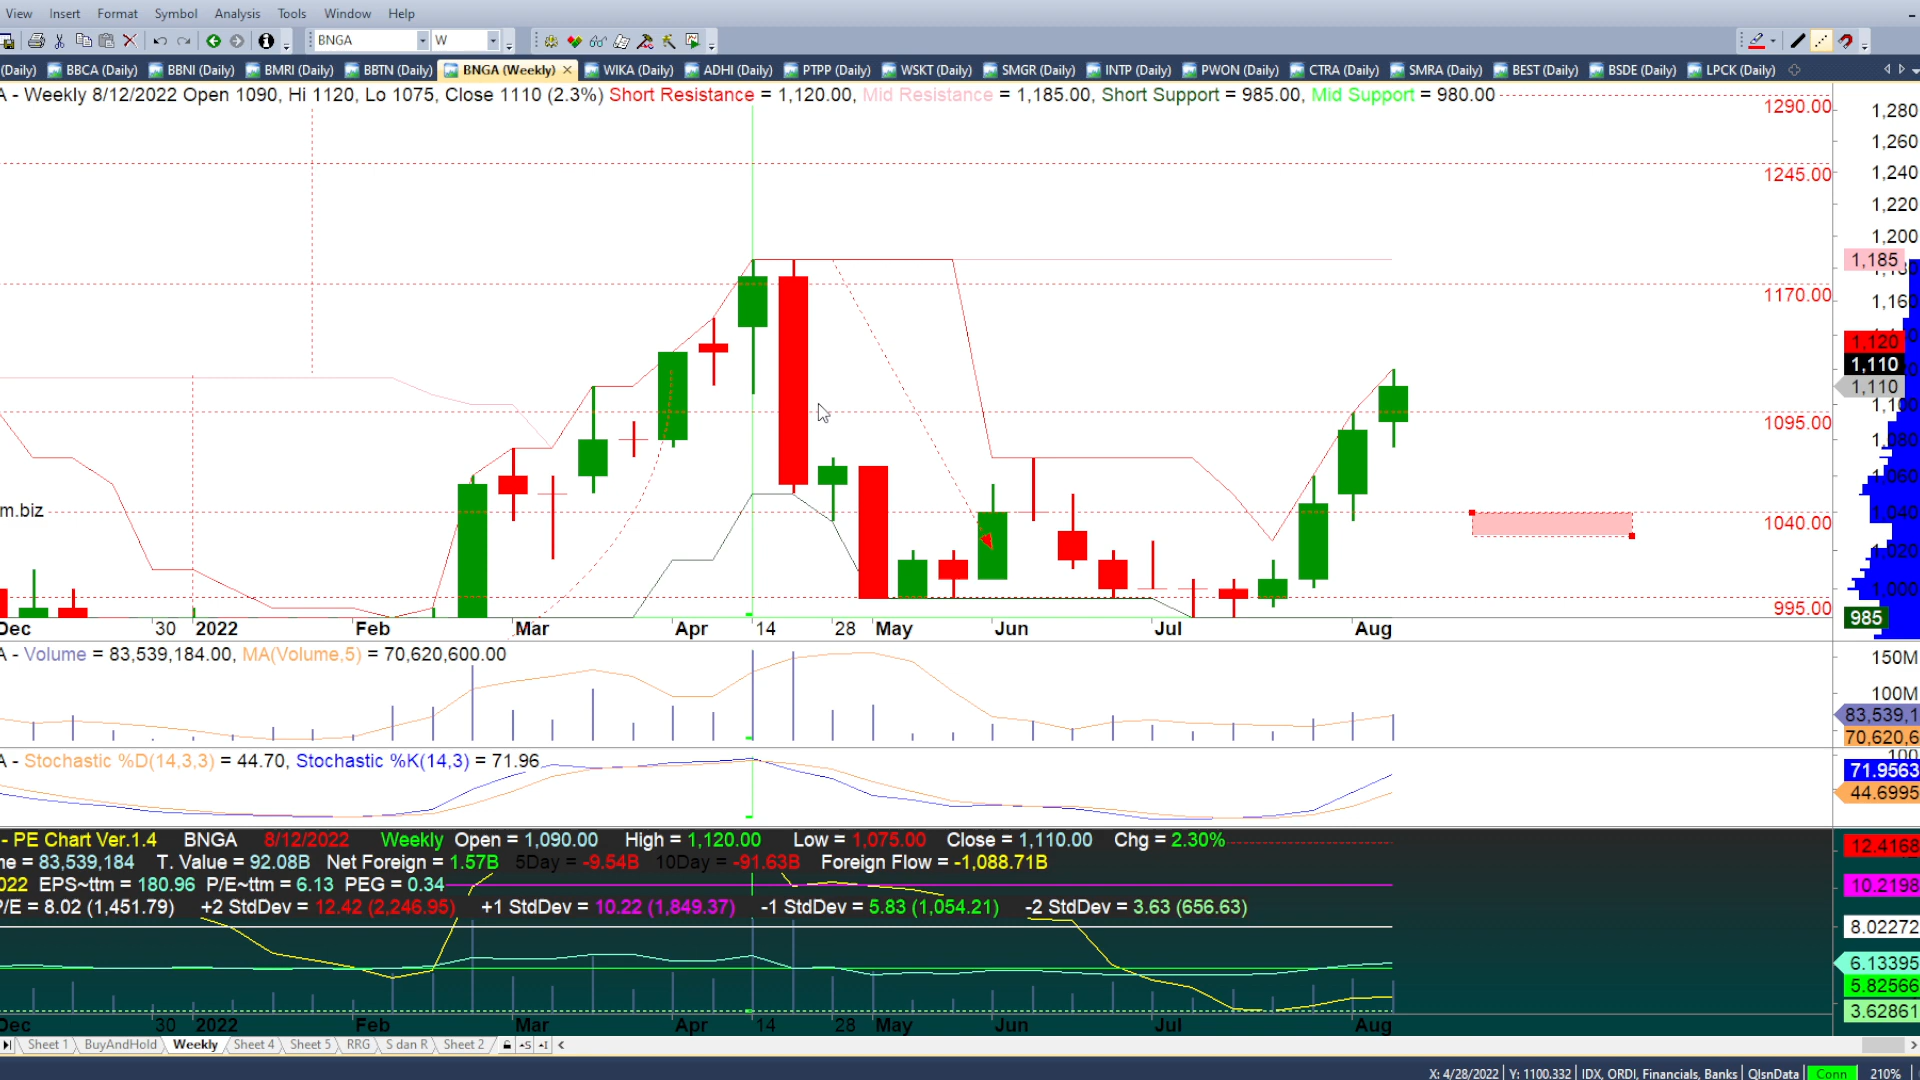 View Insert Format Symbol Analysis Tools Window Help
BNGA W
(Daily) BBCA (Daily) BBNI (Daily) BMRI (Daily) BBTN (Daily) BNGA (Weekly) WIKA (Daily) ADHI (Daily) PTPP (Daily) WSKT (Daily) SMGR (Daily) INTP (Daily) PWON (Daily) CTRA (Daily) SMRA (Daily) BEST (Daily) BSDE (Daily) LPCK (Daily)
A - Weekly 8/12/2022 Open 1090, Hi 1120, Lo 1075, Close 1110 (2.3%) Short Resistance = 1,120.00, Mid Resistance = 1,185.00, Short Support = 985.00, Mid Support = 980.00
1290.00 1,280
1,260
1245.00 1,240
1,220
1,200
1,185
1170.00 1,16
1,120
1,110
1,110
1,10
1095.00
1,080
1,060
m.biz 1,040
1040.00
1,020
1,000
995.00
985
Dec 30 2022 Feb Mar Apr 14 28 May Jun Jul Aug
A - Volume = 83,539,184.00, MA(Volume,5) = 70,620,600.00
150M
100M
83,539,1
70,620,6
A - Stochastic %D(14,3,3) = 44.70, Stochastic %K(14,3) = 71.96
100
71.9563
44.6995
- PE Chart Ver.1.4 BNGA 8/12/2022 Weekly Open = 1,090.00 High = 1,120.00 Low = 1,075.00 Close = 1,110.00 Chg = 2.30%
12.4168
me = 83,539,184 T. Value = 92.08B Net Foreign = 1.57B 5Day = -9.54B 10Day = -91.63B Foreign Flow = -1,088.71B
022 EPS~ttm = 180.96 P/E~ttm = 6.13 PEG = 0.34
10.2198
P/E = 8.02 (1,451.79) +2 StdDev = 12.42 (2,246.95) +1 StdDev = 10.22 (1,849.37) -1 StdDev = 5.83 (1,054.21) -2 StdDev = 3.63 (656.63)
8.02272
6.13395
5.82566
3.62861
Dec 30 2022 Feb Mar Apr 14 28 May Jun Jul Aug
Sheet 1 BuyAndHold Weekly Sheet 4 Sheet 5 RRG S dan R Sheet 2
X: 4/28/2022 Y: 1100.332 IDX, ORDI, Financials, Banks QlsnData Conn 210%